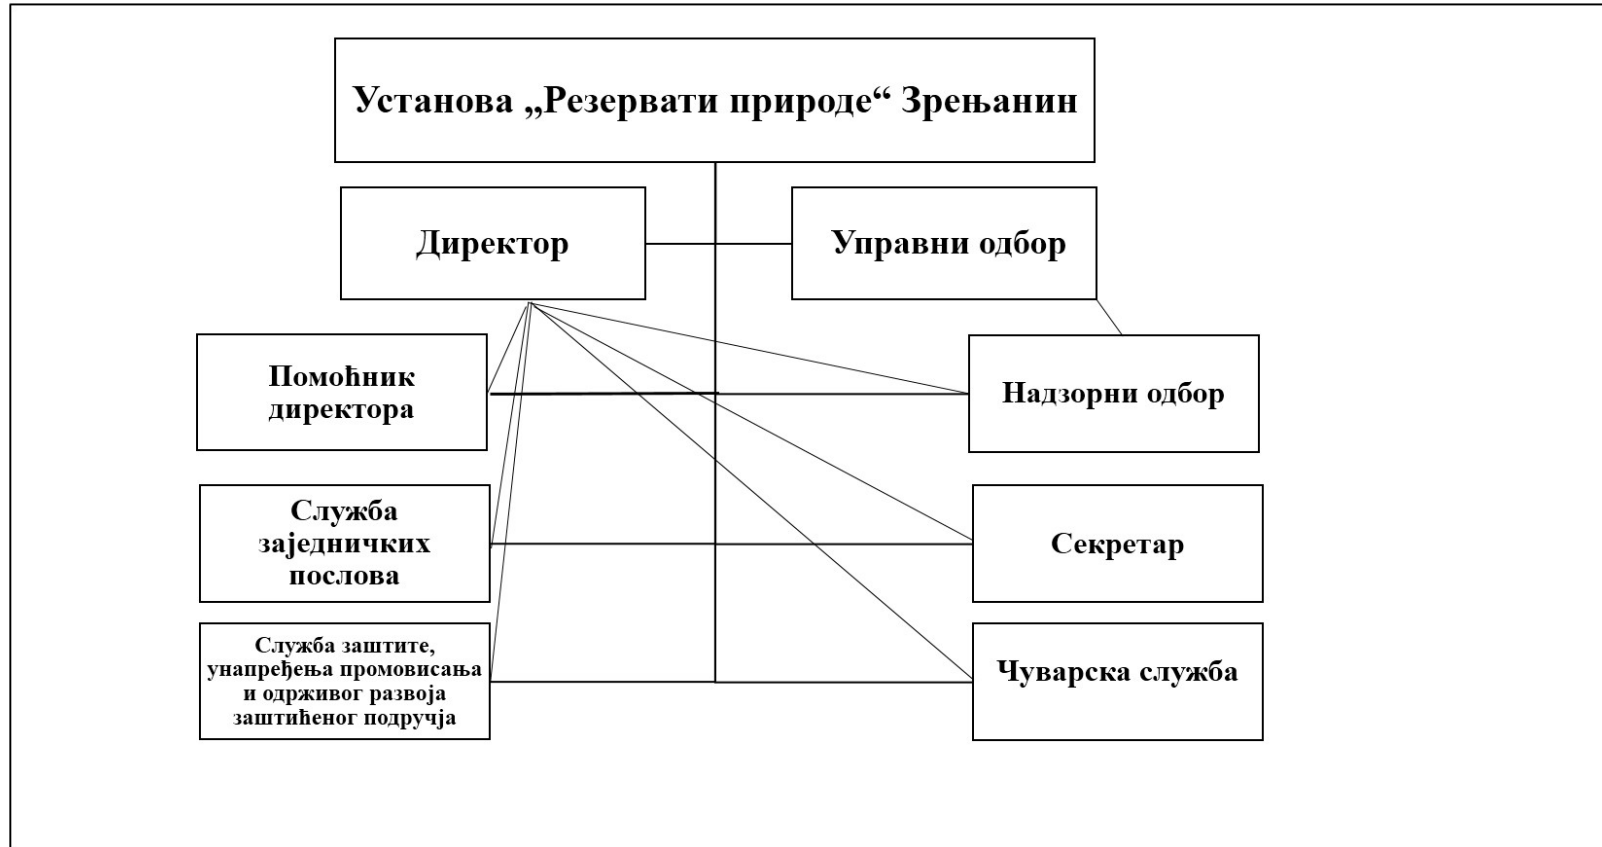 Установа „Резервати природе“ Зрењанин
Директор
Управни одбор
Помоћник
директора
Надзорни одбор
Служба
заједничких
послова
Секретар
Служба заштите,
унапређења промовисања
и одрживог развоја
заштићеног подручја
Чуварска служба